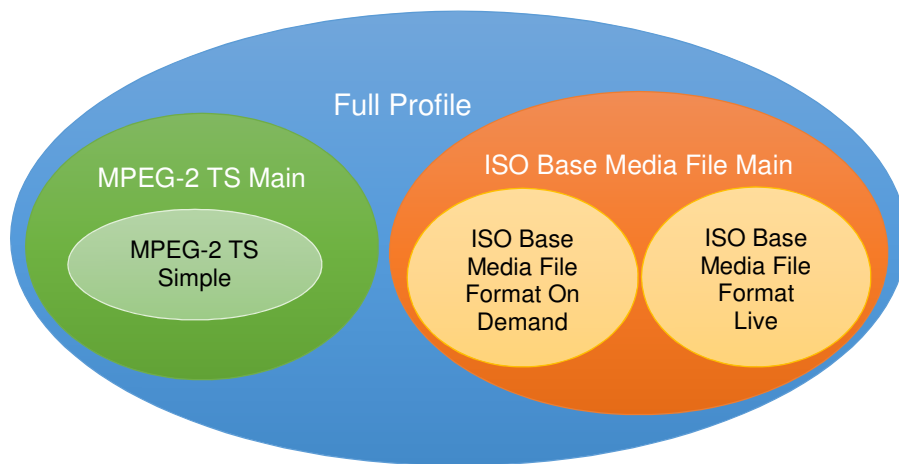 Full Profile
MPEG-2 TS Main
MPEG-2 TS
Simple
ISO Base Media File Main
ISO Base
Media File
Format On
Demand
ISO Base
Media File
Format
Live